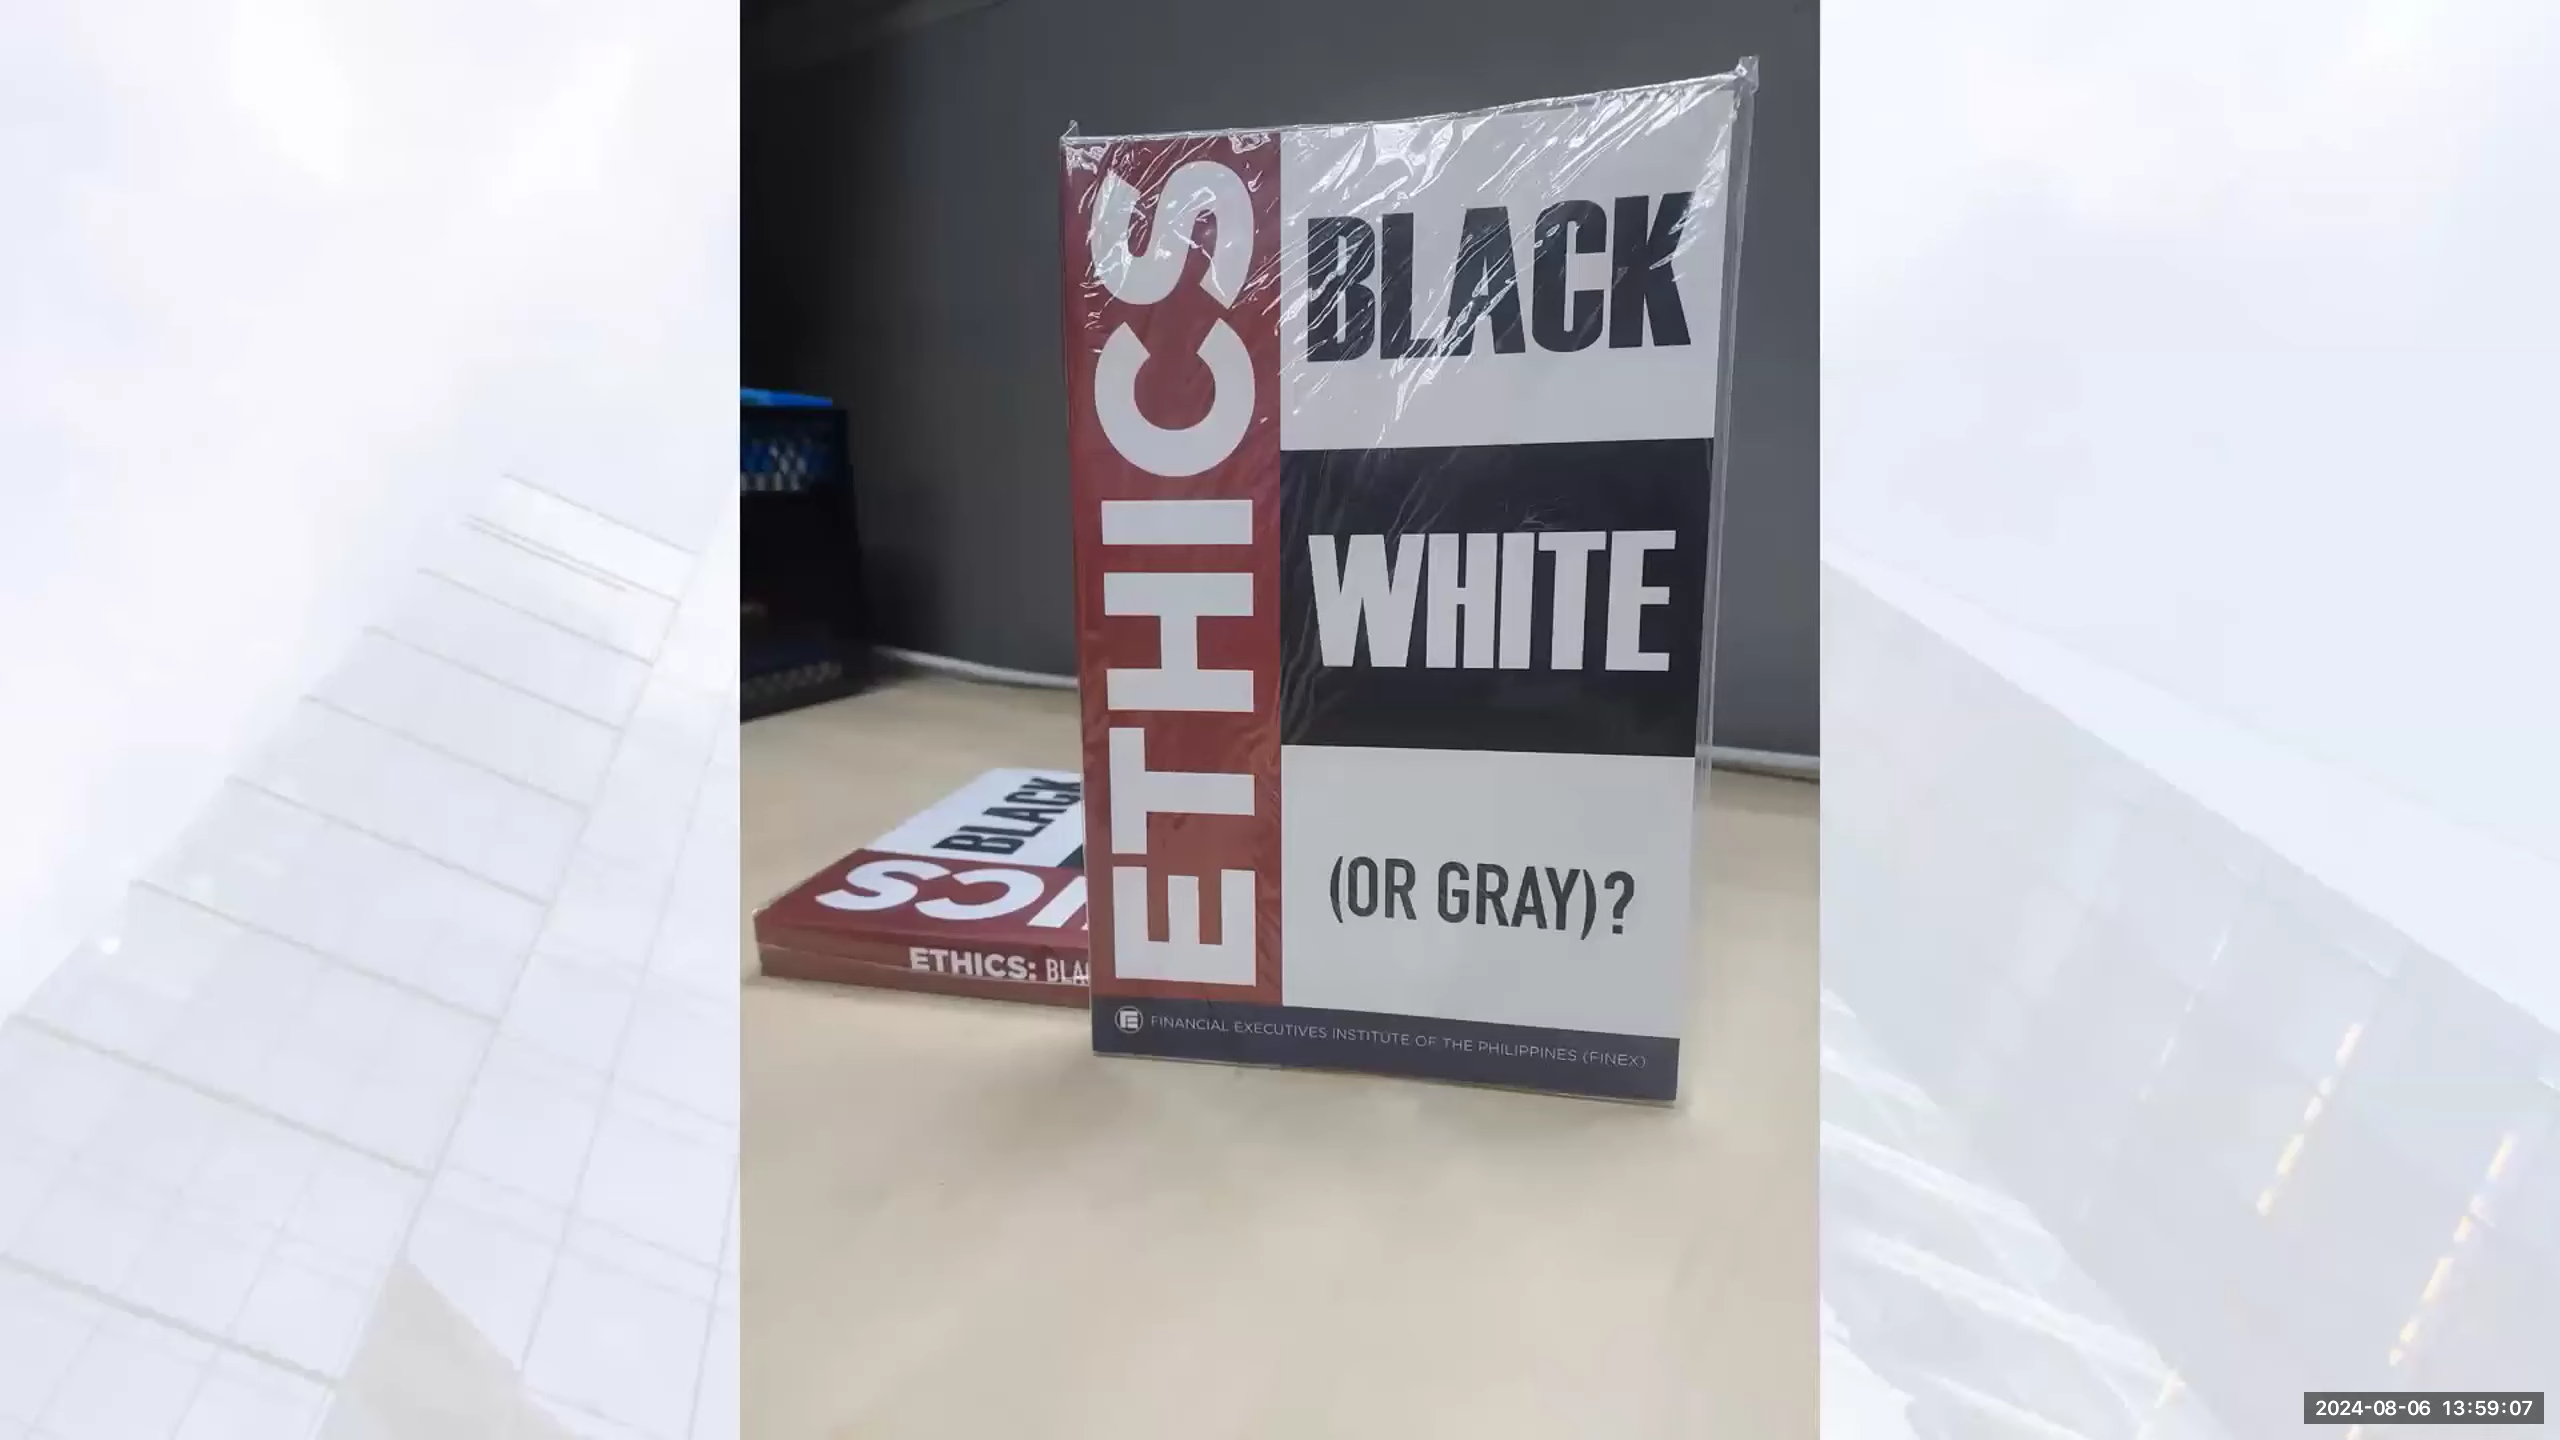 ETHICS
BLACK
WHITE
(OR GRAY)?
FINANCIAL EXECUTIVES INSTITUTE OF THE PHILIPPINES (FINEX)
BLACK
ICS
ETHICS: BLA
2024-08-06 13:59:07